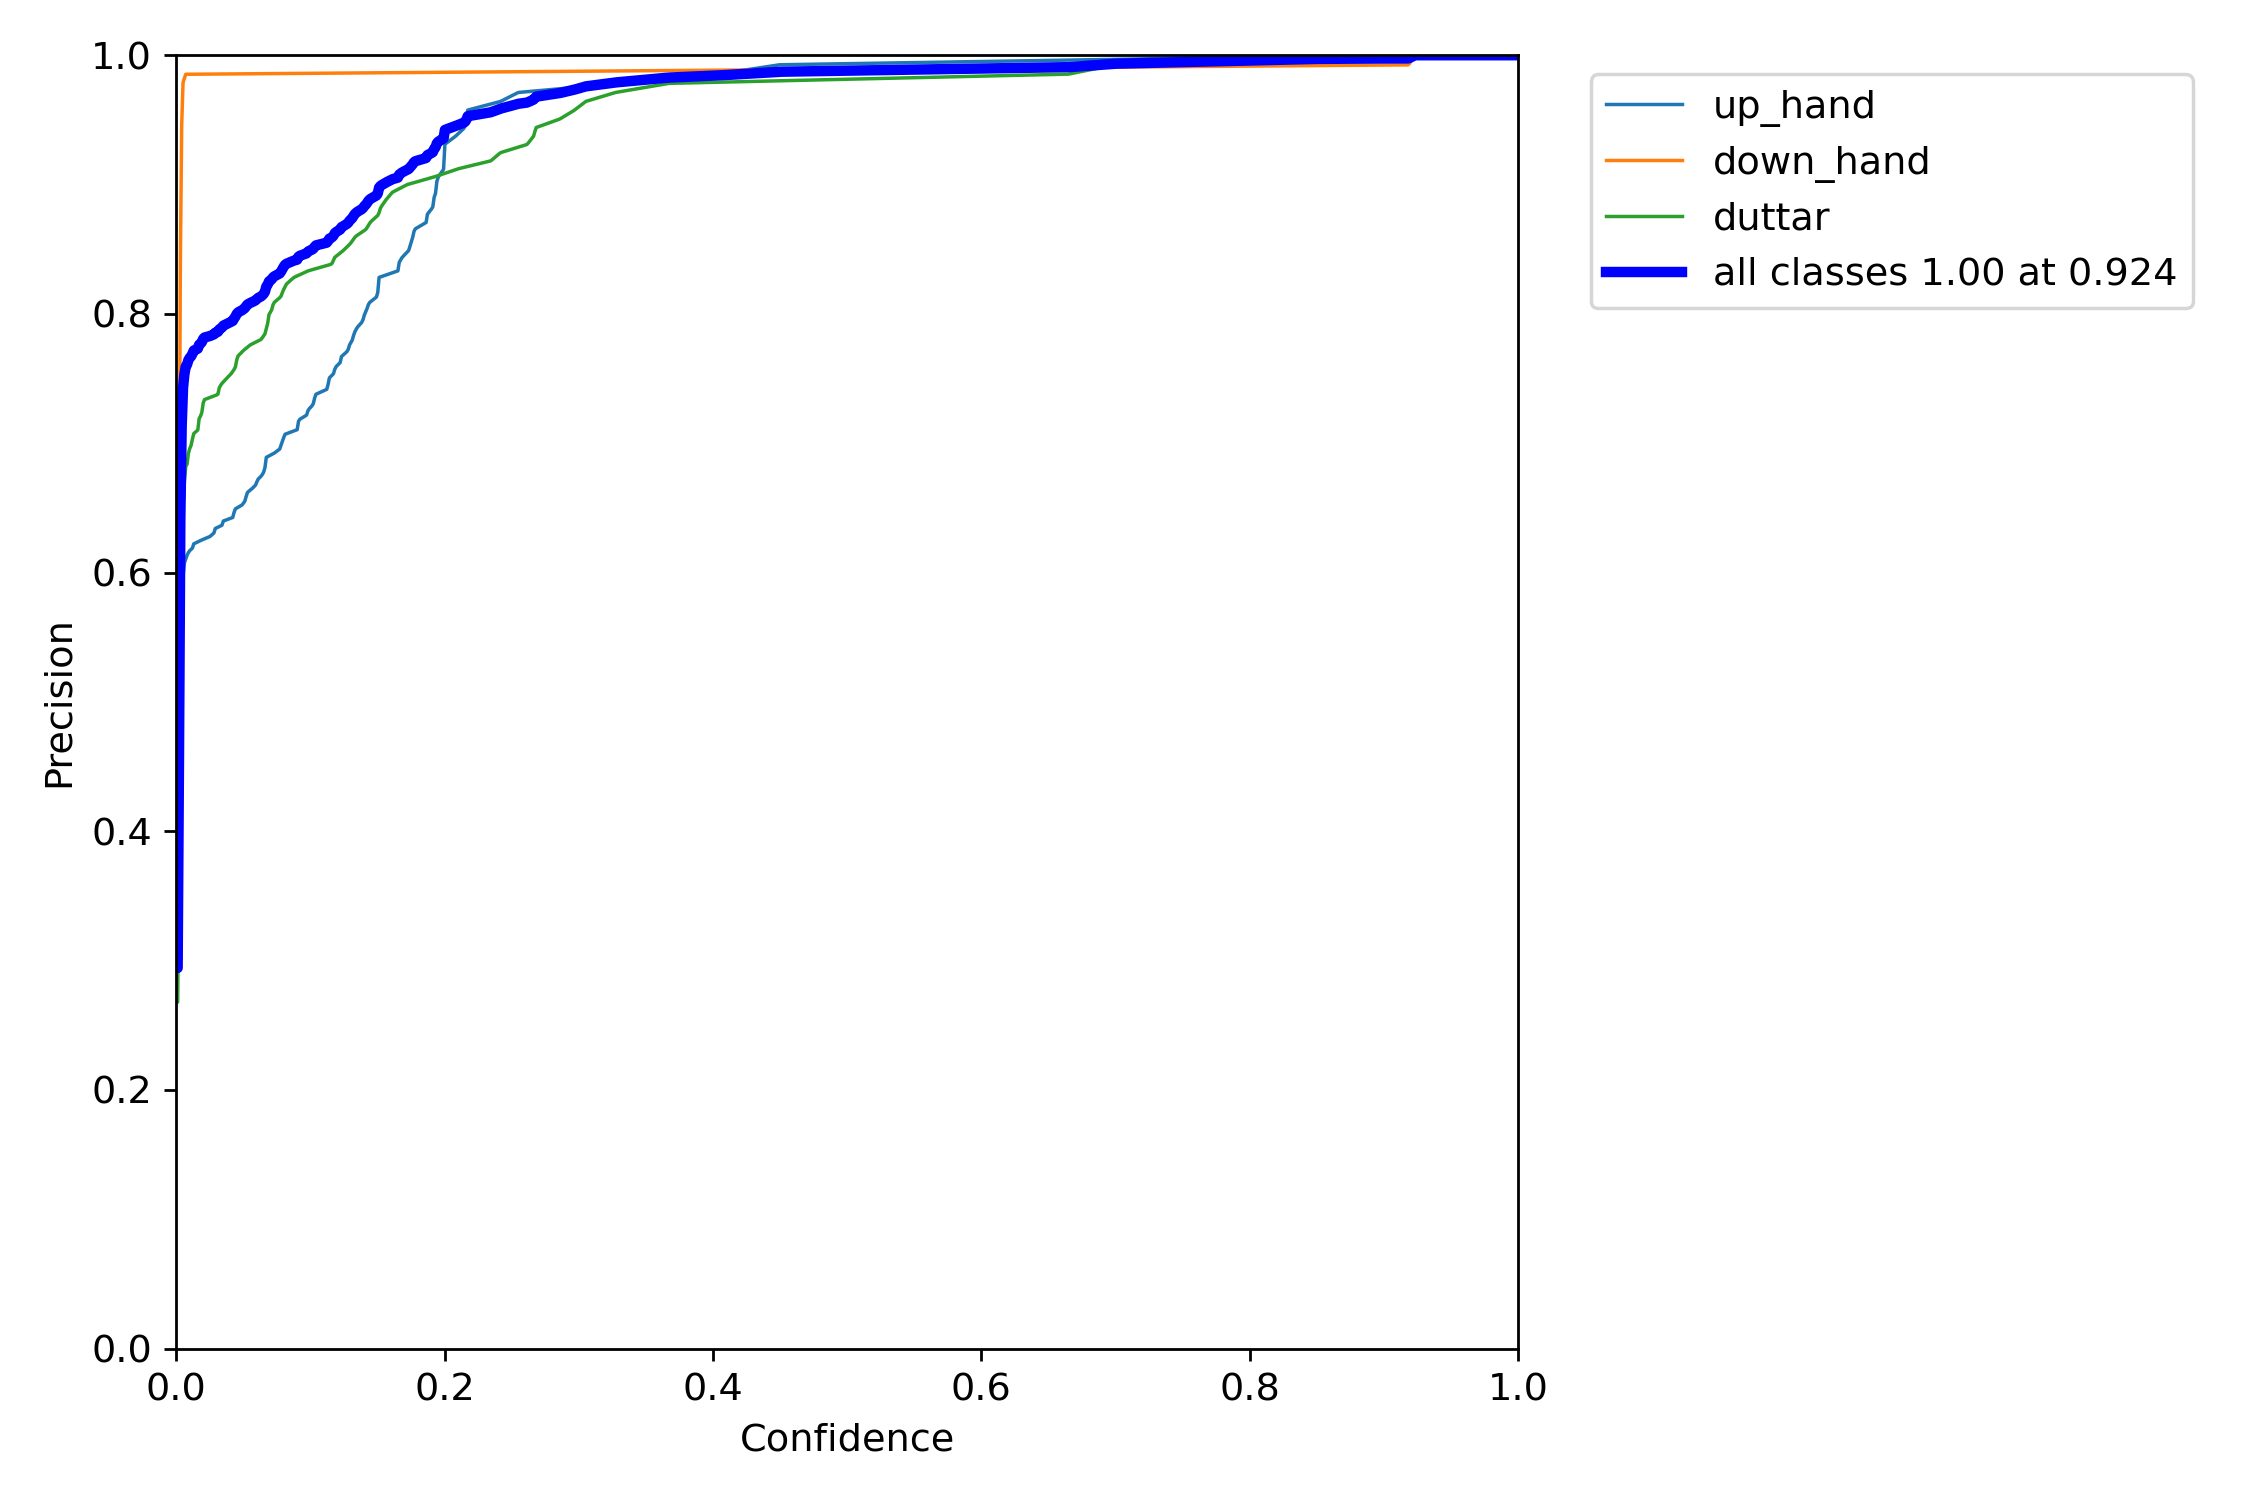 1.0
0.8
0.6
0.4
0.2
0.0
Precision
0.0 0.2 0.4 0.6 0.8 1.0
Confidence
up_hand
down_hand
duttar
all classes 1.00 at 0.924